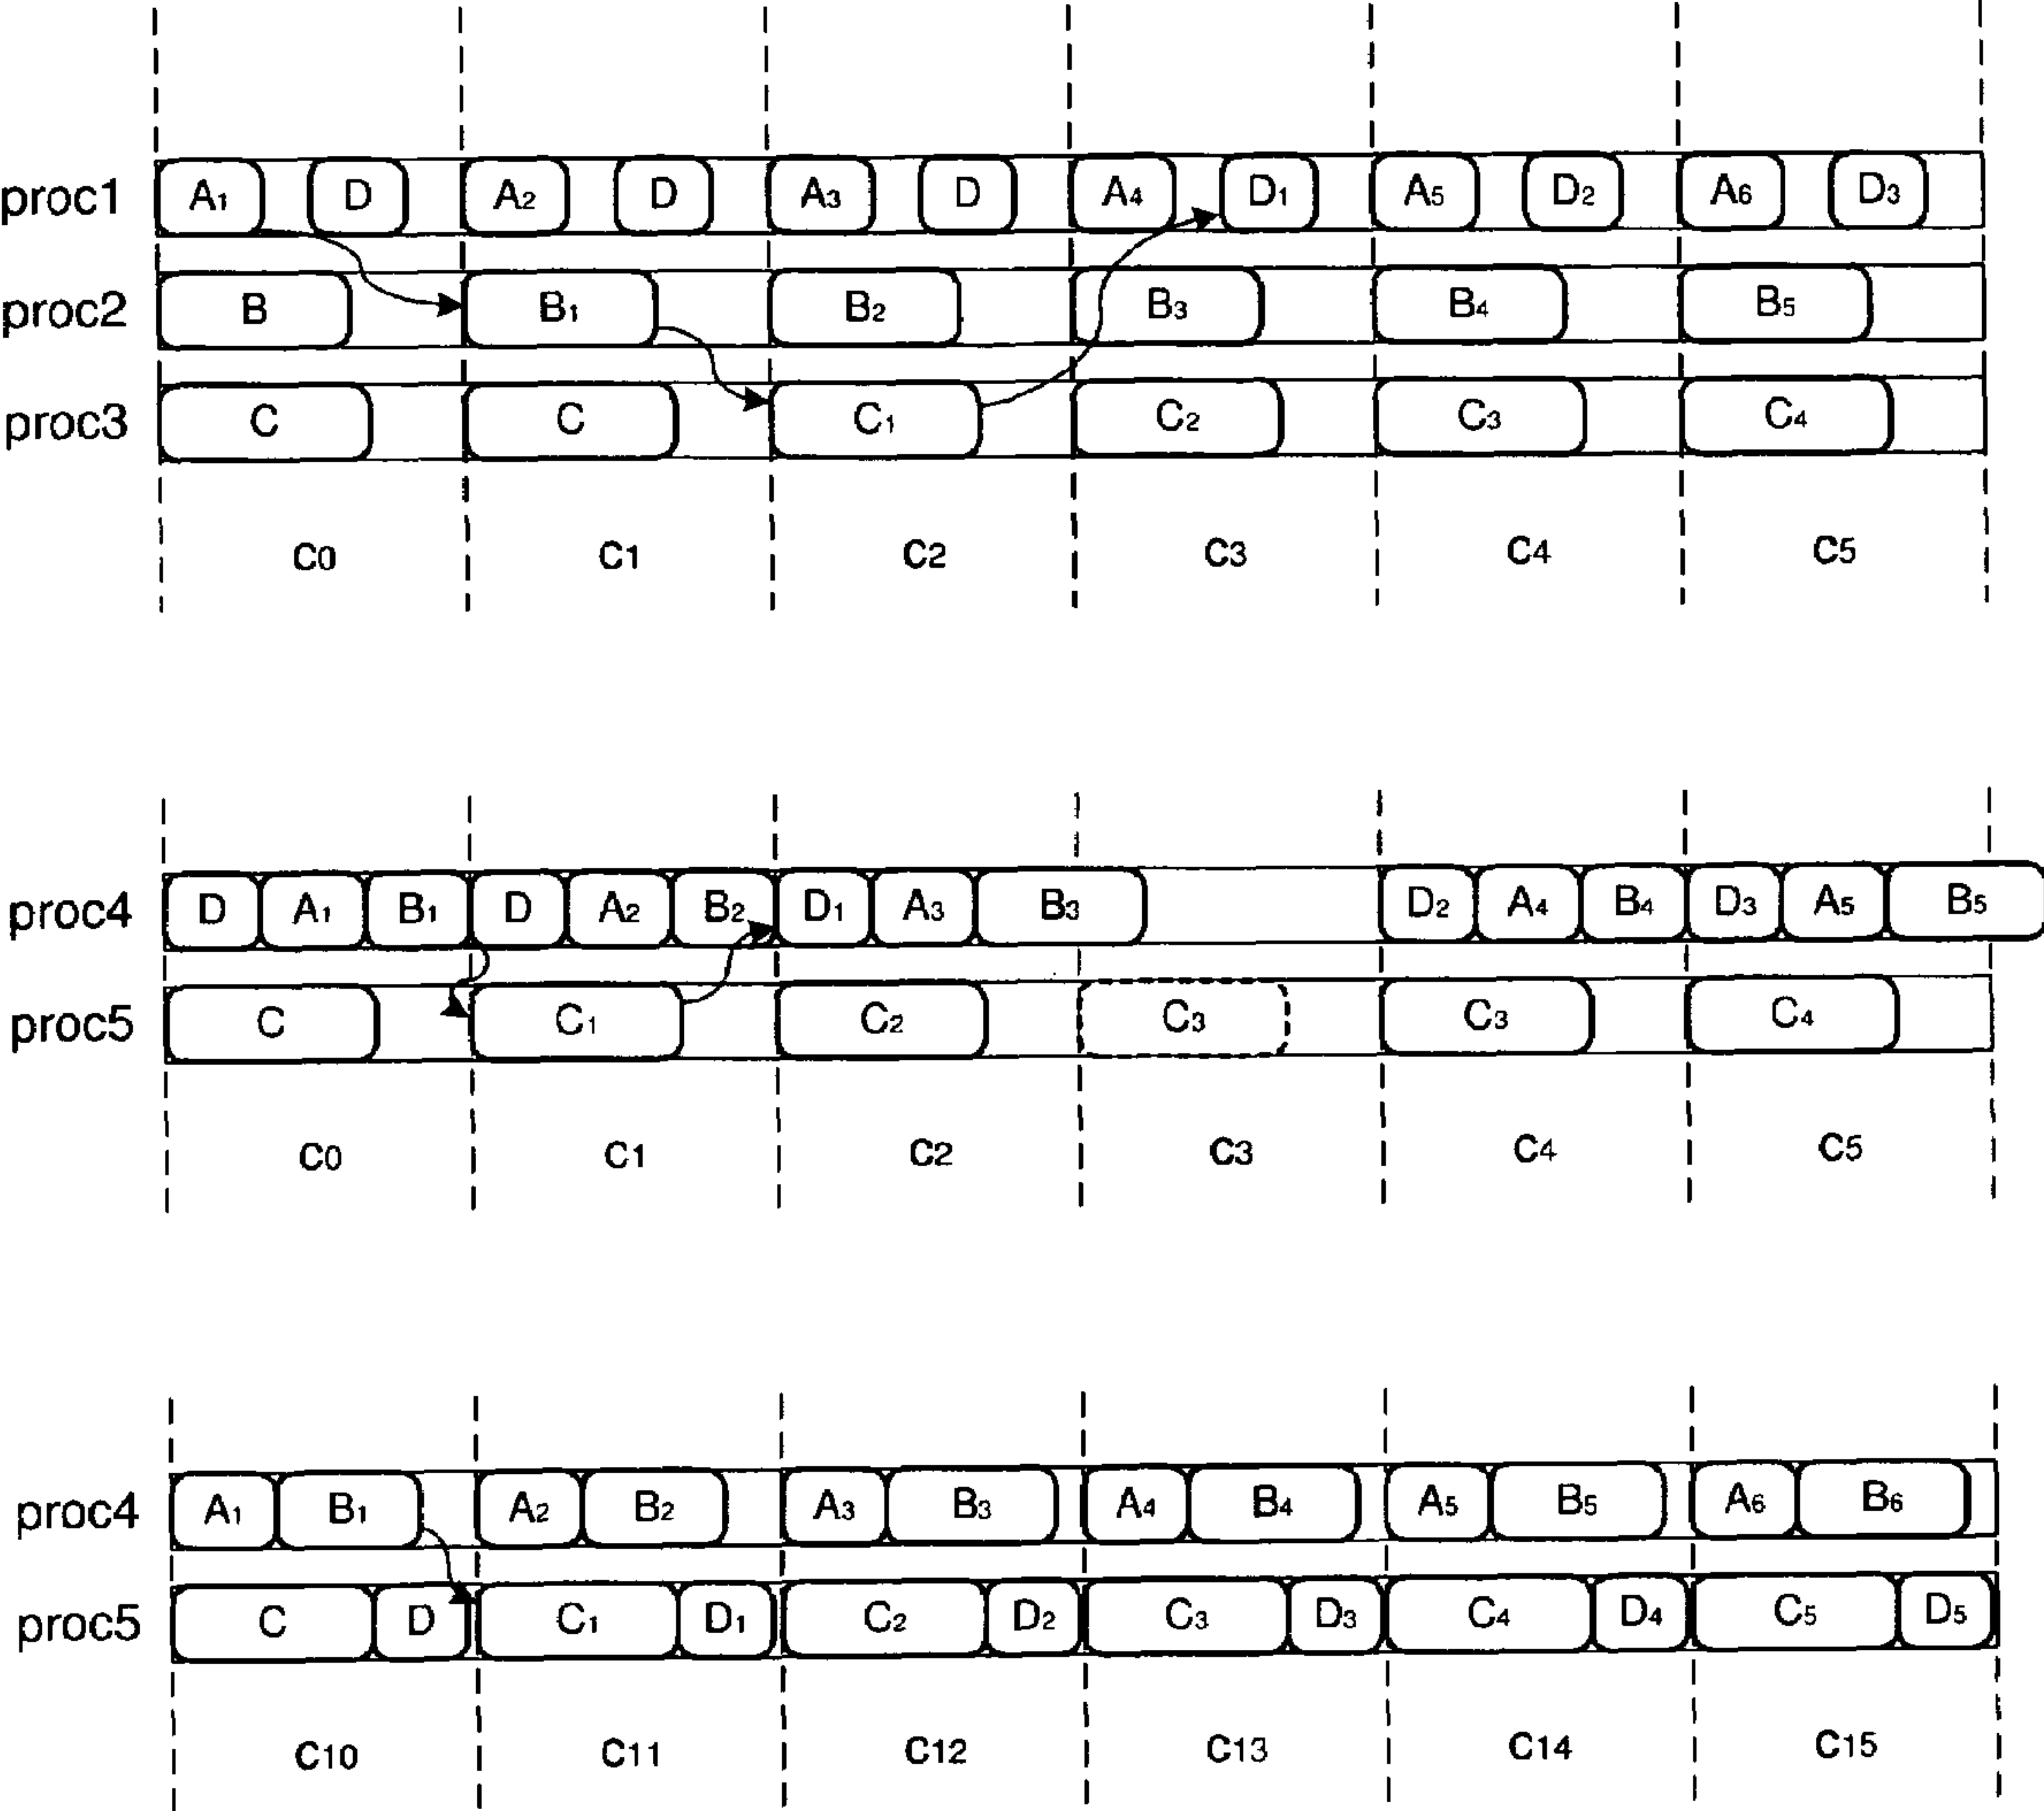 proc1 A1 D A2 D A3 D A4 D1 A5 D2 A6 D3
proc2 B B1 B2 B3 B4 B5
proc3 C C C1 C2 C3 C4
C0 C1 C2 C3 C4 C5
proc4 D A1 B1 D A2 B2 D1 A3 B3 D2 A4 B4 D3 A5 B5
proc5 C C1 C2 C3 C3 C4
C0 C1 C2 C3 C4 C5
proc4 A1 B1 A2 B2 A3 B3 A4 B4 A5 B5 A6 B6
proc5 C D C1 D1 C2 D2 C3 D3 C4 D4 C5 D5
C10 C11 C12 C13 C14 C15